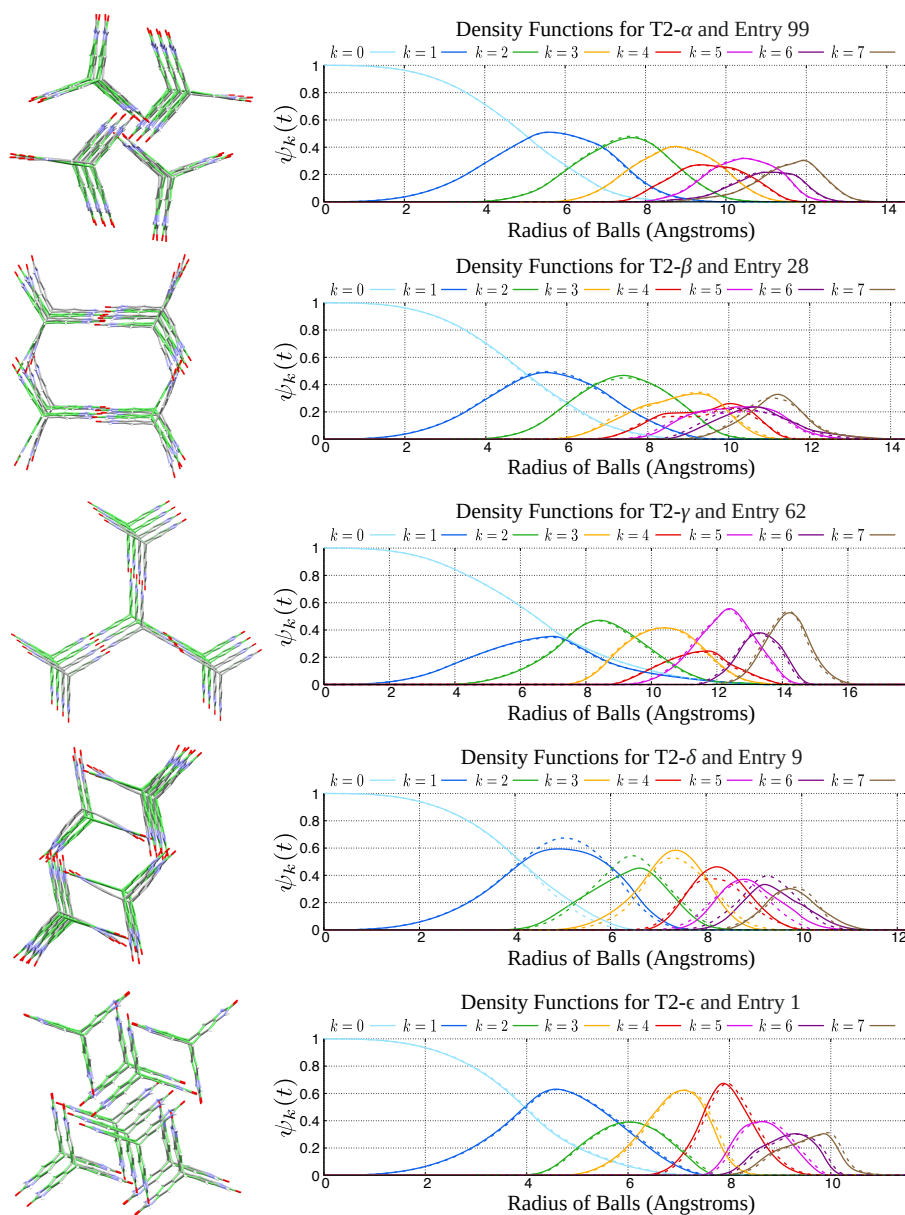 Density Functions for T2-α and Entry 99
k = 0 k = 1 k = 2 k = 3 k = 4 k = 5 k = 6 k = 7
1
0.8
0.6
0.4
0.2
0
ψk(t)
0 2 4 6 8 10 12 14
Radius of Balls (Angstroms)
Density Functions for T2-β and Entry 28
k = 0 k = 1 k = 2 k = 3 k = 4 k = 5 k = 6 k = 7
1
0.8
0.6
0.4
0.2
0
ψk(t)
0 2 4 6 8 10 12 14
Radius of Balls (Angstroms)
Density Functions for T2-γ and Entry 62
k = 0 k = 1 k = 2 k = 3 k = 4 k = 5 k = 6 k = 7
1
0.8
0.6
0.4
0.2
0
ψk(t)
0 2 4 6 8 10 12 14 16
Radius of Balls (Angstroms)
Density Functions for T2-δ and Entry 9
k = 0 k = 1 k = 2 k = 3 k = 4 k = 5 k = 6 k = 7
1
0.8
0.6
0.4
0.2
0
ψk(t)
0 2 4 6 8 10 12
Radius of Balls (Angstroms)
Density Functions for T2-ϵ and Entry 1
k = 0 k = 1 k = 2 k = 3 k = 4 k = 5 k = 6 k = 7
1
0.8
0.6
0.4
0.2
0
ψk(t)
0 2 4 6 8 10
Radius of Balls (Angstroms)